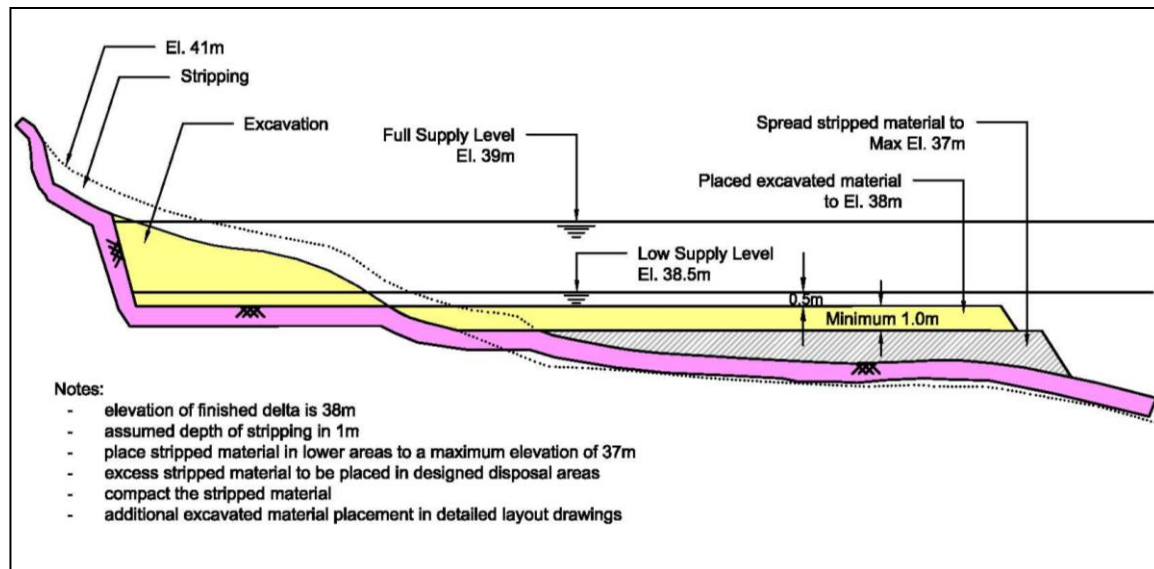 El. 41m
Stripping
Excavation
Full Supply Level
El. 39m
Spread stripped material to
Max El. 37m
Placed excavated material
to El. 38m
Low Supply Level
El. 38.5m
0.5m
Minimum 1.0m
Notes:
- elevation of finished delta is 38m
- assumed depth of stripping in 1m
- place stripped material in lower areas to a maximum elevation of 37m
- excess stripped material to be placed in designed disposal areas
- compact the stripped material
- additional excavated material placement in detailed layout drawings